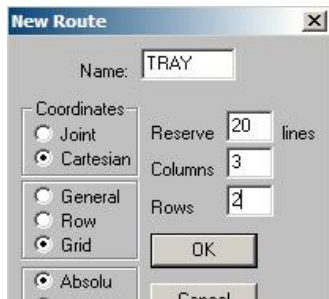 New Route
Name: TRAY
Coordinates
Joint
Cartesian
Reserve 20 lines
Columns 3
Rows 2
General
Row
Grid
OK
Absolu
Cancel